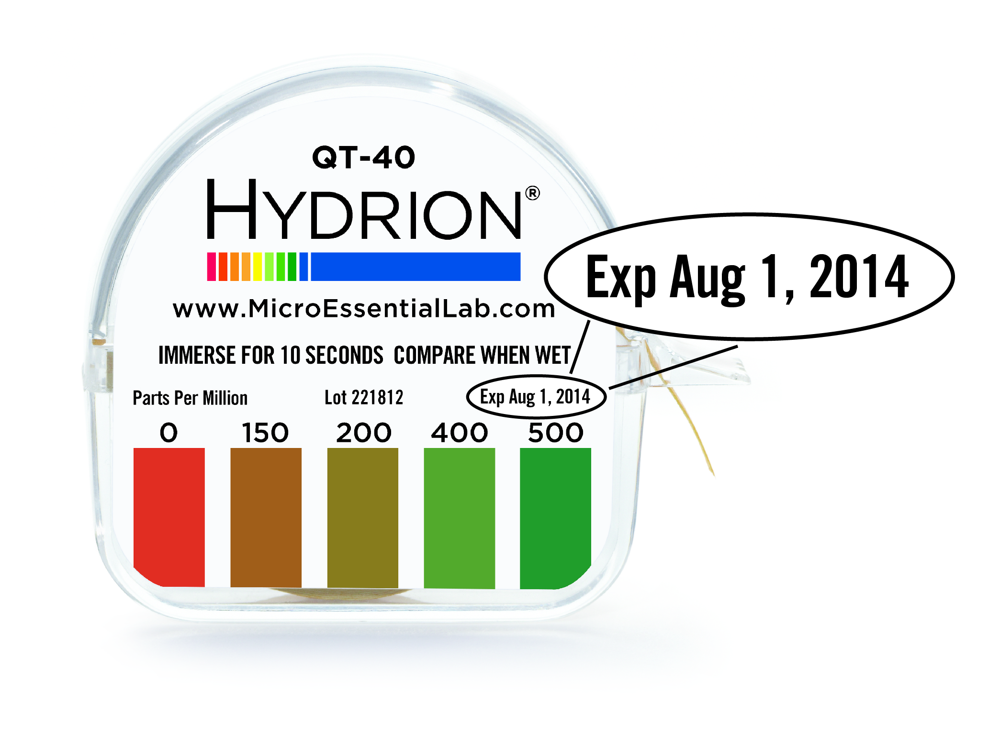 QT-40
HYDRION®
www.MicroEssentialLab.com
Exp Aug 1, 2014
IMMERSE FOR 10 SECONDS COMPARE WHEN WET
Parts Per Million Lot 221812 Exp Aug 1, 2014
0 150 200 400 500